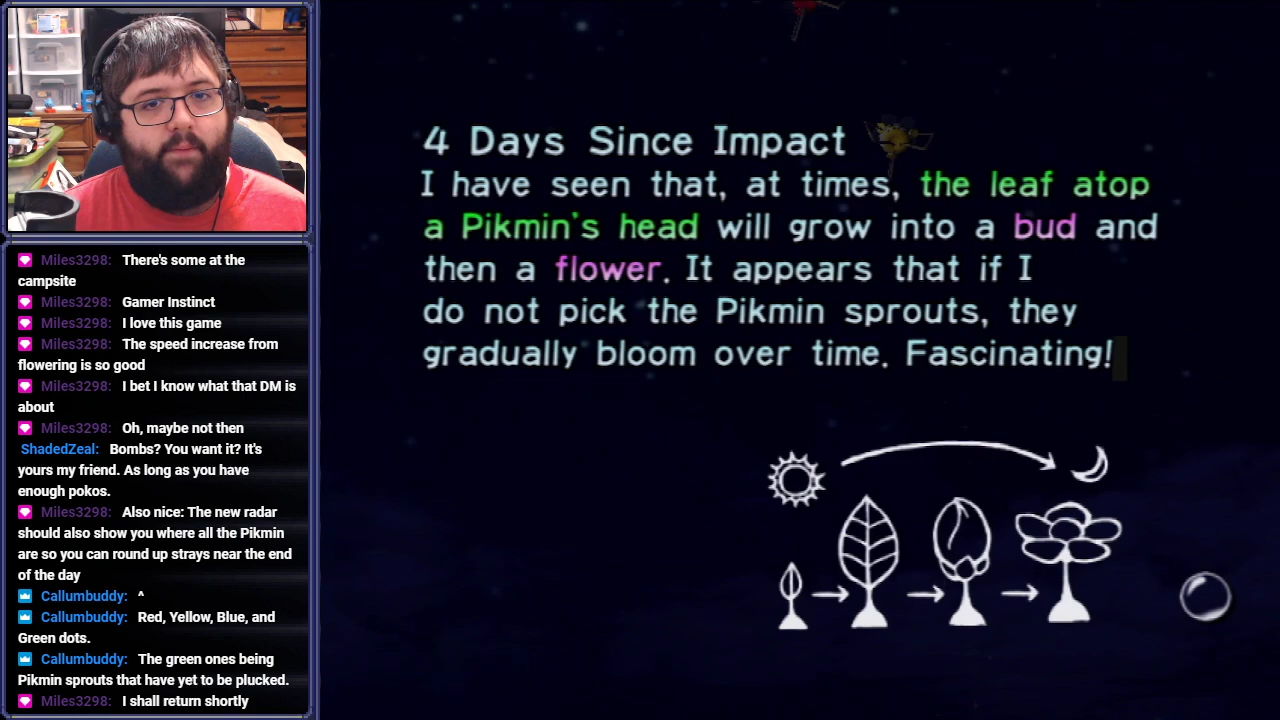 Miles3298: There's some at the
campsite
Miles3298: Gamer Instinct
Miles3298: I love this game
Miles3298: The speed increase from
flowering is so good
Miles3298: I bet I know what that DM is
about
Miles3298: Oh, maybe not then
ShadedZeal: Bombs? You want it? It's
yours my friend. As long as you have
enough pokos.
Miles3298: Also nice: The new radar
should also show you where all the Pikmin
are so you can round up strays near the end
of the day
Callumbuddy: ^
Callumbuddy: Red, Yellow, Blue, and
Green dots.
Callumbuddy: The green ones being
Pikmin sprouts that have yet to be plucked.
Miles3298: I shall return shortly
4 Days Since Impact
I have seen that, at times, the leaf atop
a Pikmin's head will grow into a bud and
then a flower. It appears that if I
do not pick the Pikmin sprouts, they
gradually bloom over time. Fascinating!